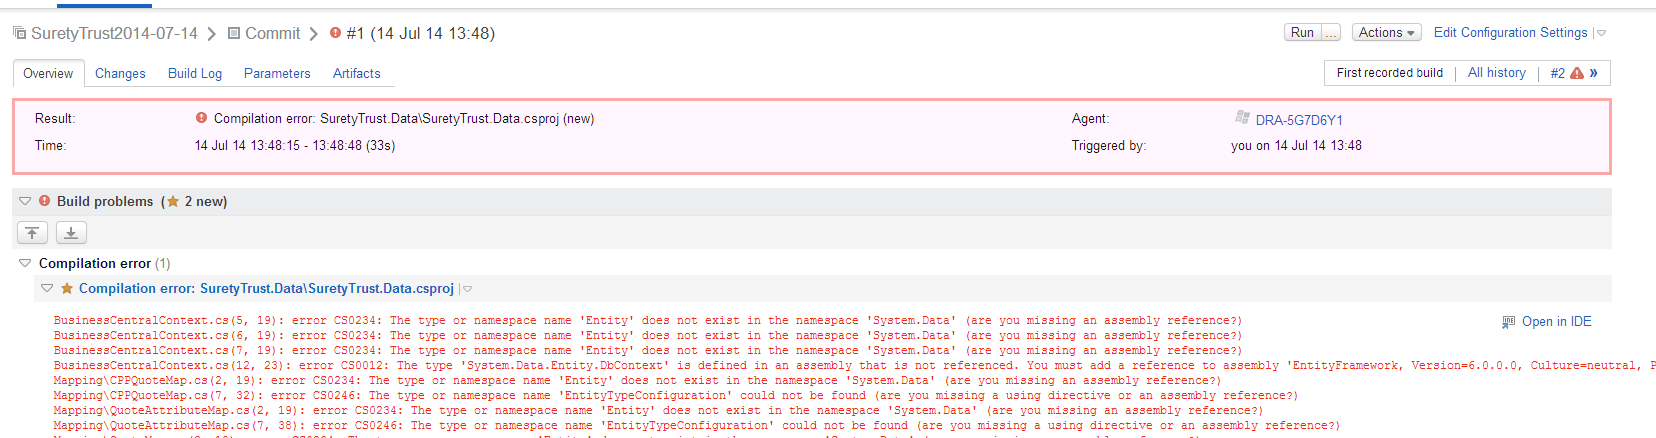 SuretyTrust2014-07-14 Commit #1 (14 Jul 14 13:48) Run ... Actions Edit Configuration Settings
Overview Changes Build Log Parameters Artifacts First recorded build All history #2 »
Result: Compilation error: SuretyTrust.Data\SuretyTrust.Data.csproj (new) Agent: DRA-5G7D6Y1
Time: 14 Jul 14 13:48:15 - 13:48:48 (33s) Triggered by: you on 14 Jul 14 13:48
Build problems (★ 2 new)
Compilation error (1)
Compilation error: SuretyTrust.Data\SuretyTrust.Data.csproj
BusinessCentralContext.cs(5, 19): error CS0234: The type or namespace name 'Entity' does not exist in the namespace 'System.Data' (are you missing an assembly reference?) Open in IDE
BusinessCentralContext.cs(6, 19): error CS0234: The type or namespace name 'Entity' does not exist in the namespace 'System.Data' (are you missing an assembly reference?)
BusinessCentralContext.cs(7, 19): error CS0234: The type or namespace name 'Entity' does not exist in the namespace 'System.Data' (are you missing an assembly reference?)
BusinessCentralContext.cs(12, 23): error CS0012: The type 'System.Data.Entity.DbContext' is defined in an assembly that is not referenced. You must add a reference to assembly 'EntityFramework, Version=6.0.0.0, Culture=neutral, P
Mapping\CPPQuoteMap.cs(2, 19): error CS0234: The type or namespace name 'Entity' does not exist in the namespace 'System.Data' (are you missing an assembly reference?)
Mapping\CPPQuoteMap.cs(7, 32): error CS0246: The type or namespace name 'EntityTypeConfiguration' could not be found (are you missing a using directive or an assembly reference?)
Mapping\QuoteAttributeMap.cs(2, 19): error CS0234: The type or namespace name 'Entity' does not exist in the namespace 'System.Data' (are you missing an assembly reference?)
Mapping\QuoteAttributeMap.cs(7, 38): error CS0246: The type or namespace name 'EntityTypeConfiguration' could not be found (are you missing a using directive or an assembly reference?)